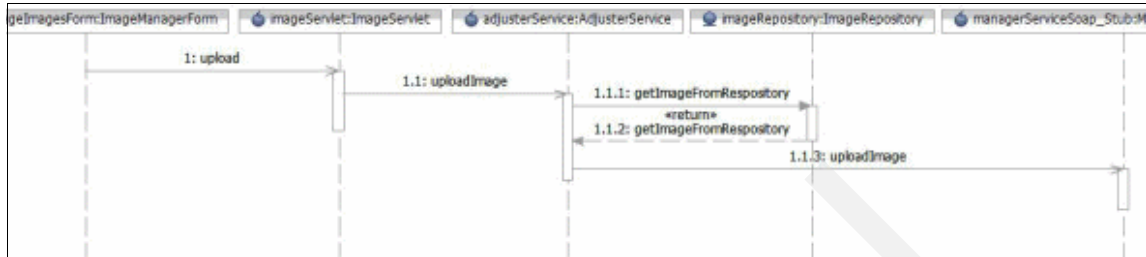 geImagesForm:ImageManagerForm
imageServlet:ImageServlet
adjusterService:AdjusterService
imageRepository:ImageRepository
managerServiceSoap_Stub:M
1: upload
1.1: uploadImage
1.1.1: getImageFromRespository
«return»
1.1.2: getImageFromRespository
1.1.3: uploadImage